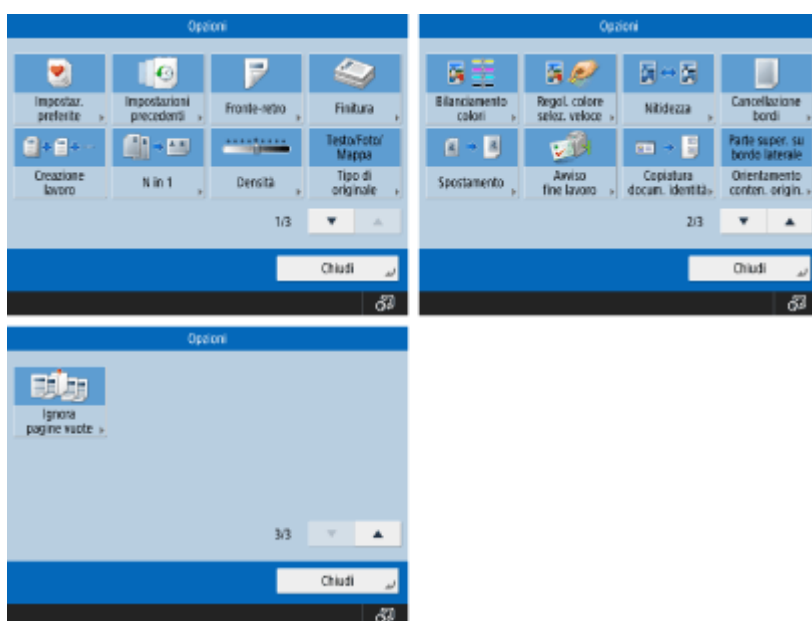 Opzioni
Impostaz.
preferite
Impostazioni
precedenti
Fronte-retro
Finitura
Creazione
lavoro
N in 1
Densità
Testo/Foto/
Mappa
Tipo di
originale
1/3
Chiudi
Opzioni
Bilanciamento
colori
Regol. colore
selez. veloce
Nitidezza
Cancellazione
bordi
Spostamento
Avviso
fine lavoro
Copiatura
docum. identità
Parte super. su
bordo laterale
Orientamento
conten. origin.
2/3
Chiudi
Opzioni
Ignora
pagine vuote
3/3
Chiudi